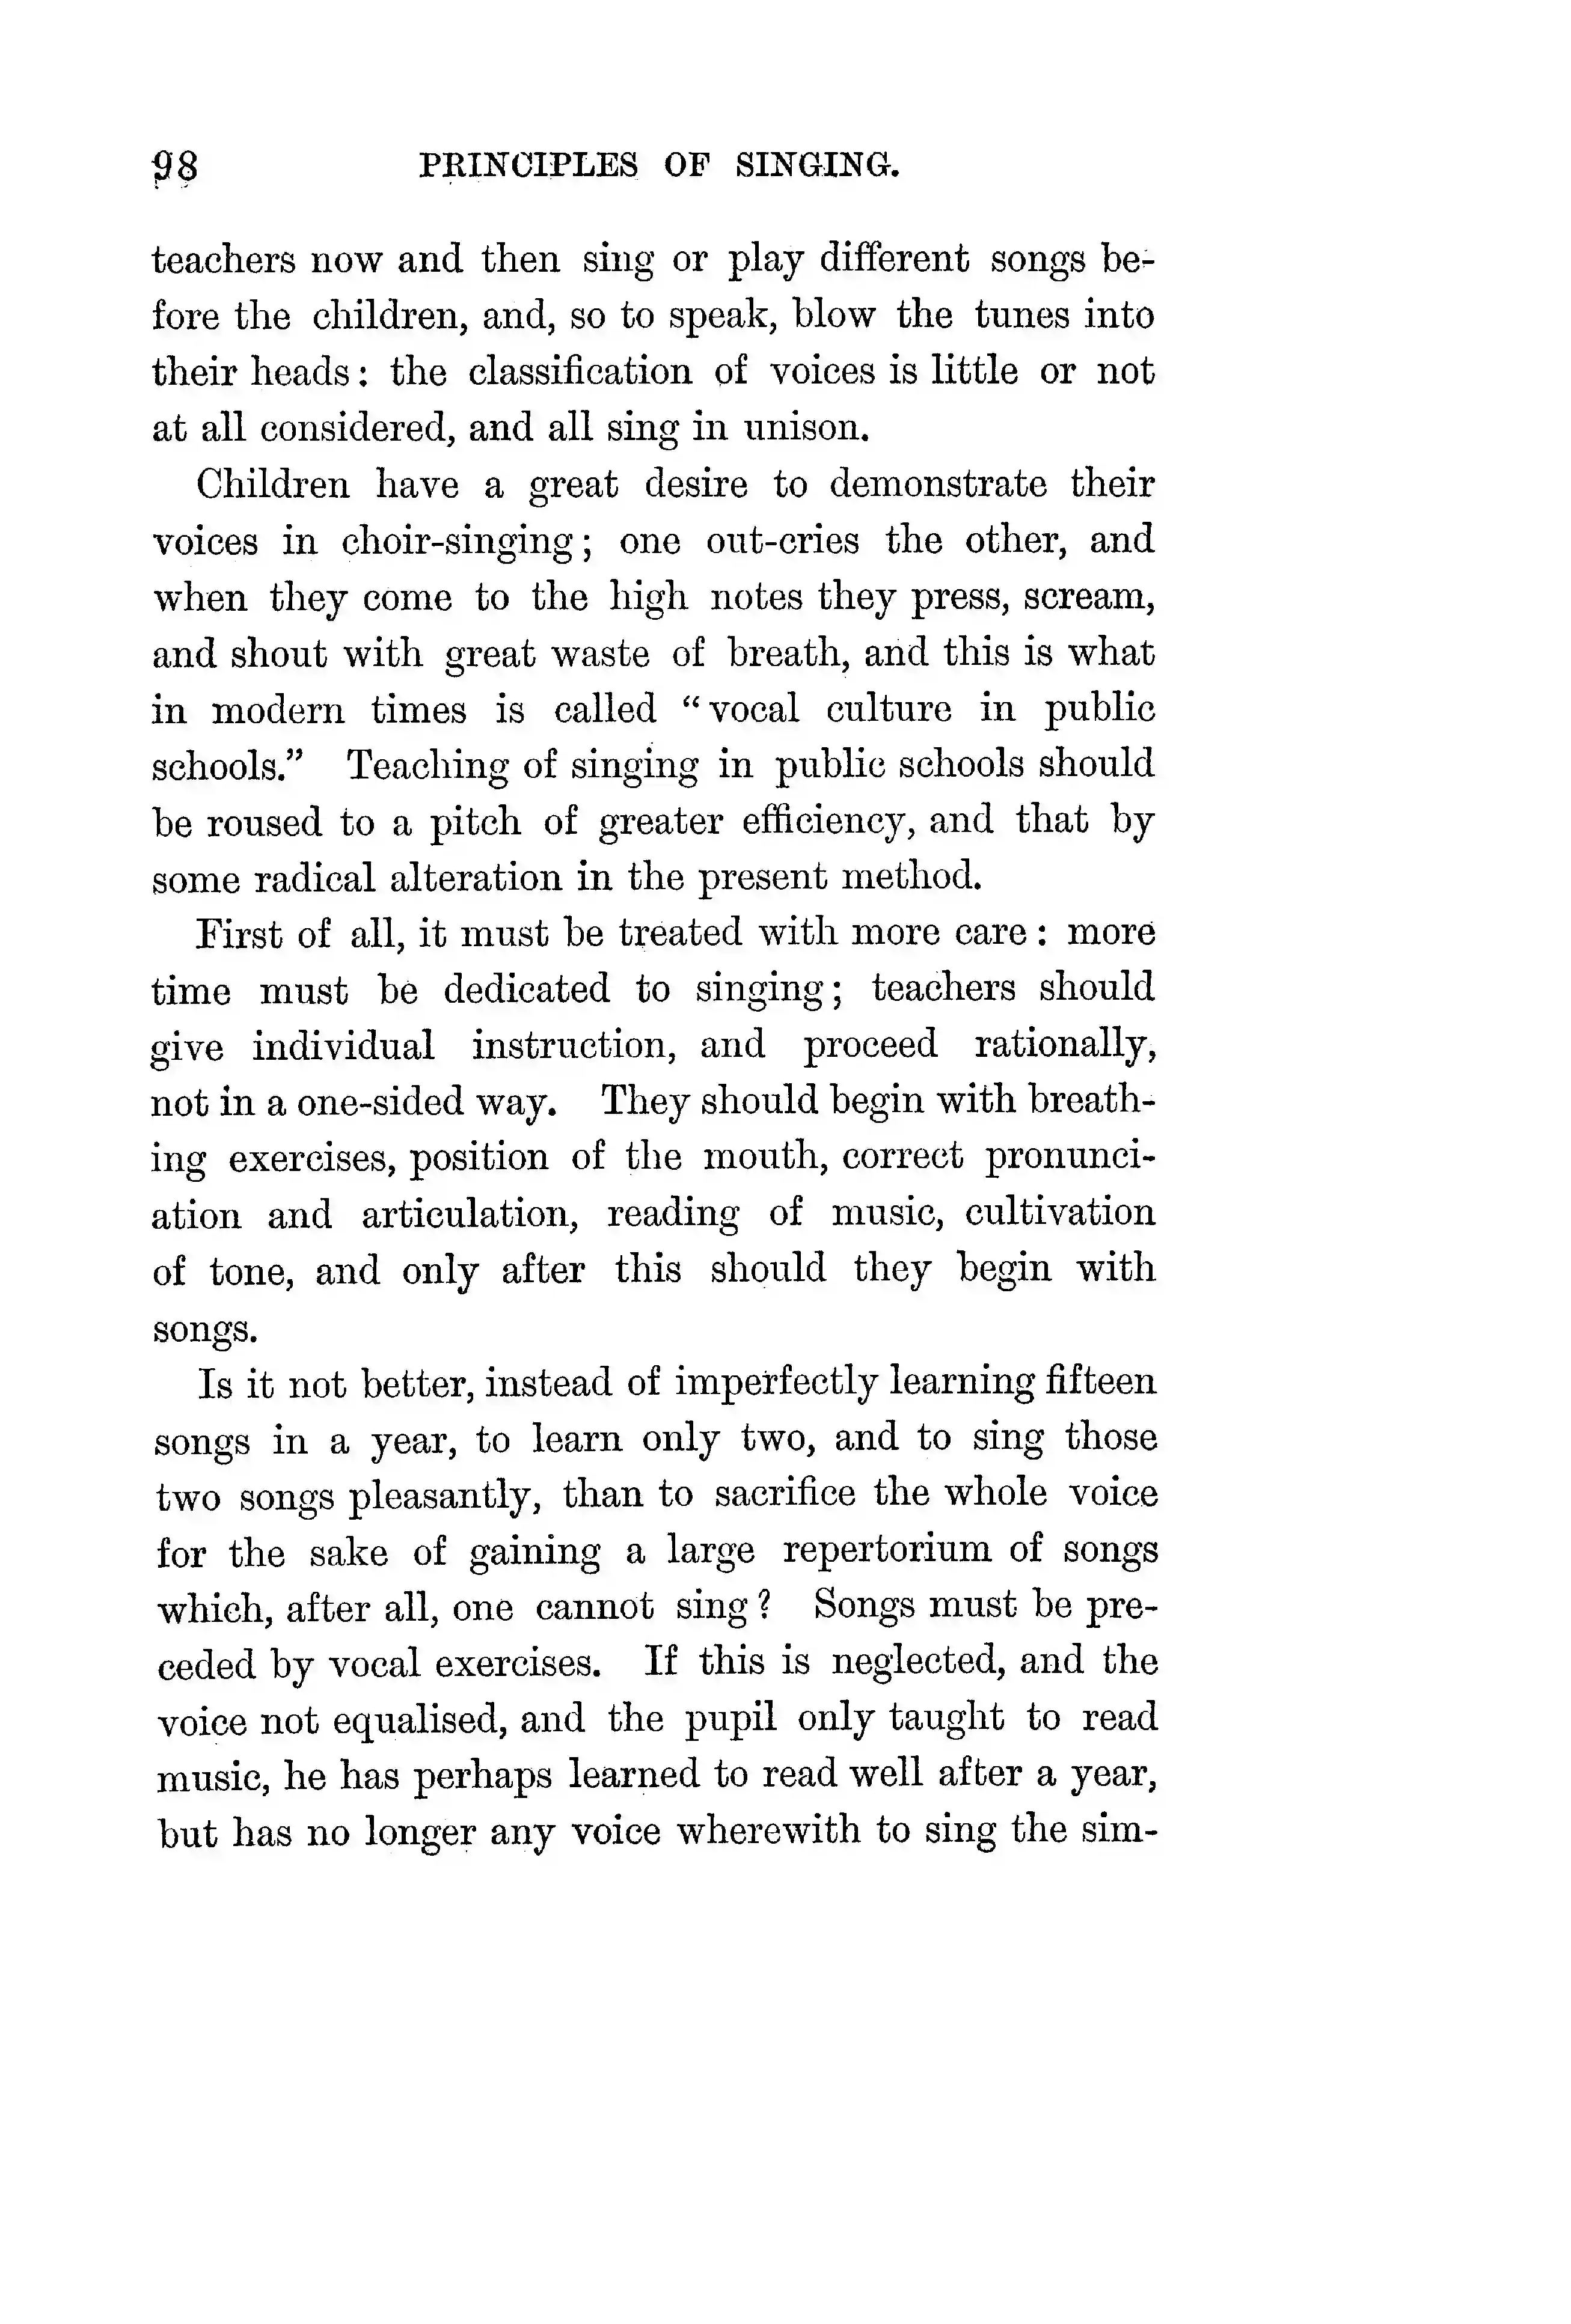 98 PRINCIPLES OF SINGING.
teachers now and then sing or play different songs be-
fore the children, and, so to speak, blow the tunes into
their heads: the classification of voices is little or not
at all considered, and all sing in unison.
Children have a great desire to demonstrate their
voices in choir-singing; one out-cries the other, and
when they come to the high notes they press, scream,
and shout with great waste of breath, and this is what
in modern times is called “vocal culture in public
schools.” Teaching of singing in public schools should
be roused to a pitch of greater efficiency, and that by
some radical alteration in the present method.
First of all, it must be treated with more care: more
time must be dedicated to singing; teachers should
give individual instruction, and proceed rationally,
not in a one-sided way. They should begin with breath-
ing exercises, position of the mouth, correct pronunci-
ation and articulation, reading of music, cultivation
of tone, and only after this should they begin with
songs.
Is it not better, instead of imperfectly learning fifteen
songs in a year, to learn only two, and to sing those
two songs pleasantly, than to sacrifice the whole voice
for the sake of gaining a large repertorium of songs
which, after all, one cannot sing? Songs must be pre-
ceded by vocal exercises. If this is neglected, and the
voice not equalised, and the pupil only taught to read
music, he has perhaps learned to read well after a year,
but has no longer any voice wherewith to sing the sim-